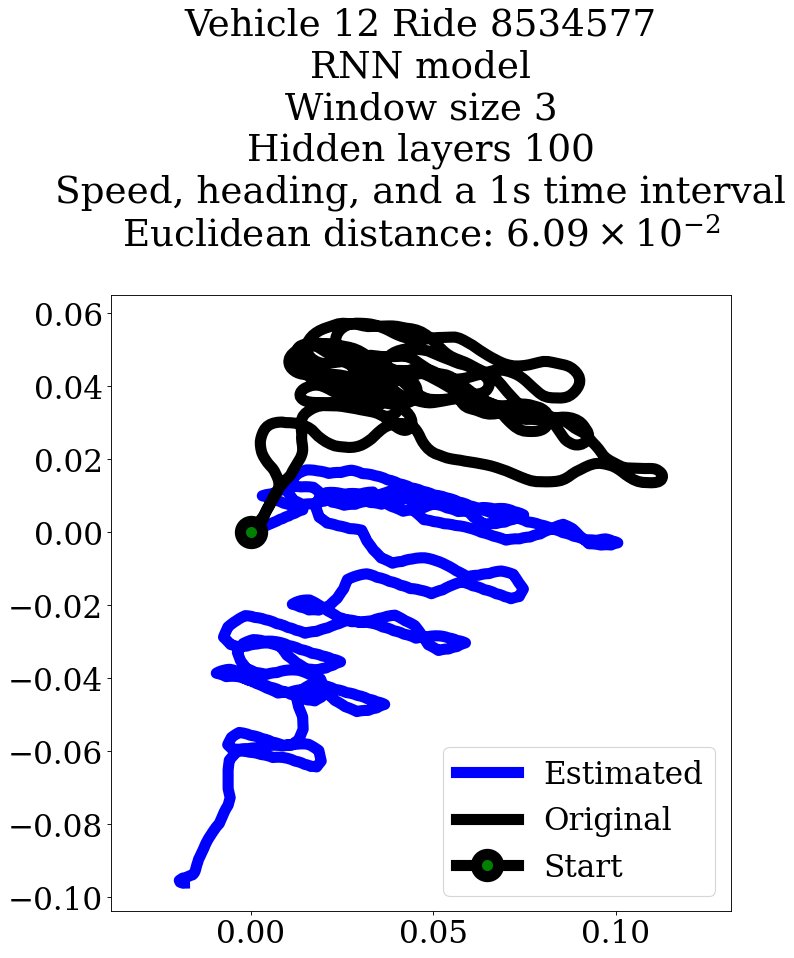 Vehicle 12 Ride 8534577
RNN model
Window size 3
Hidden layers 100
Speed, heading, and a 1s time interval
Euclidean distance: 6.09 × 10⁻²
0.06
0.04
0.02
0.00
−0.02
−0.04
−0.06
−0.08
−0.10
Estimated
Original
Start
0.00 0.05 0.10